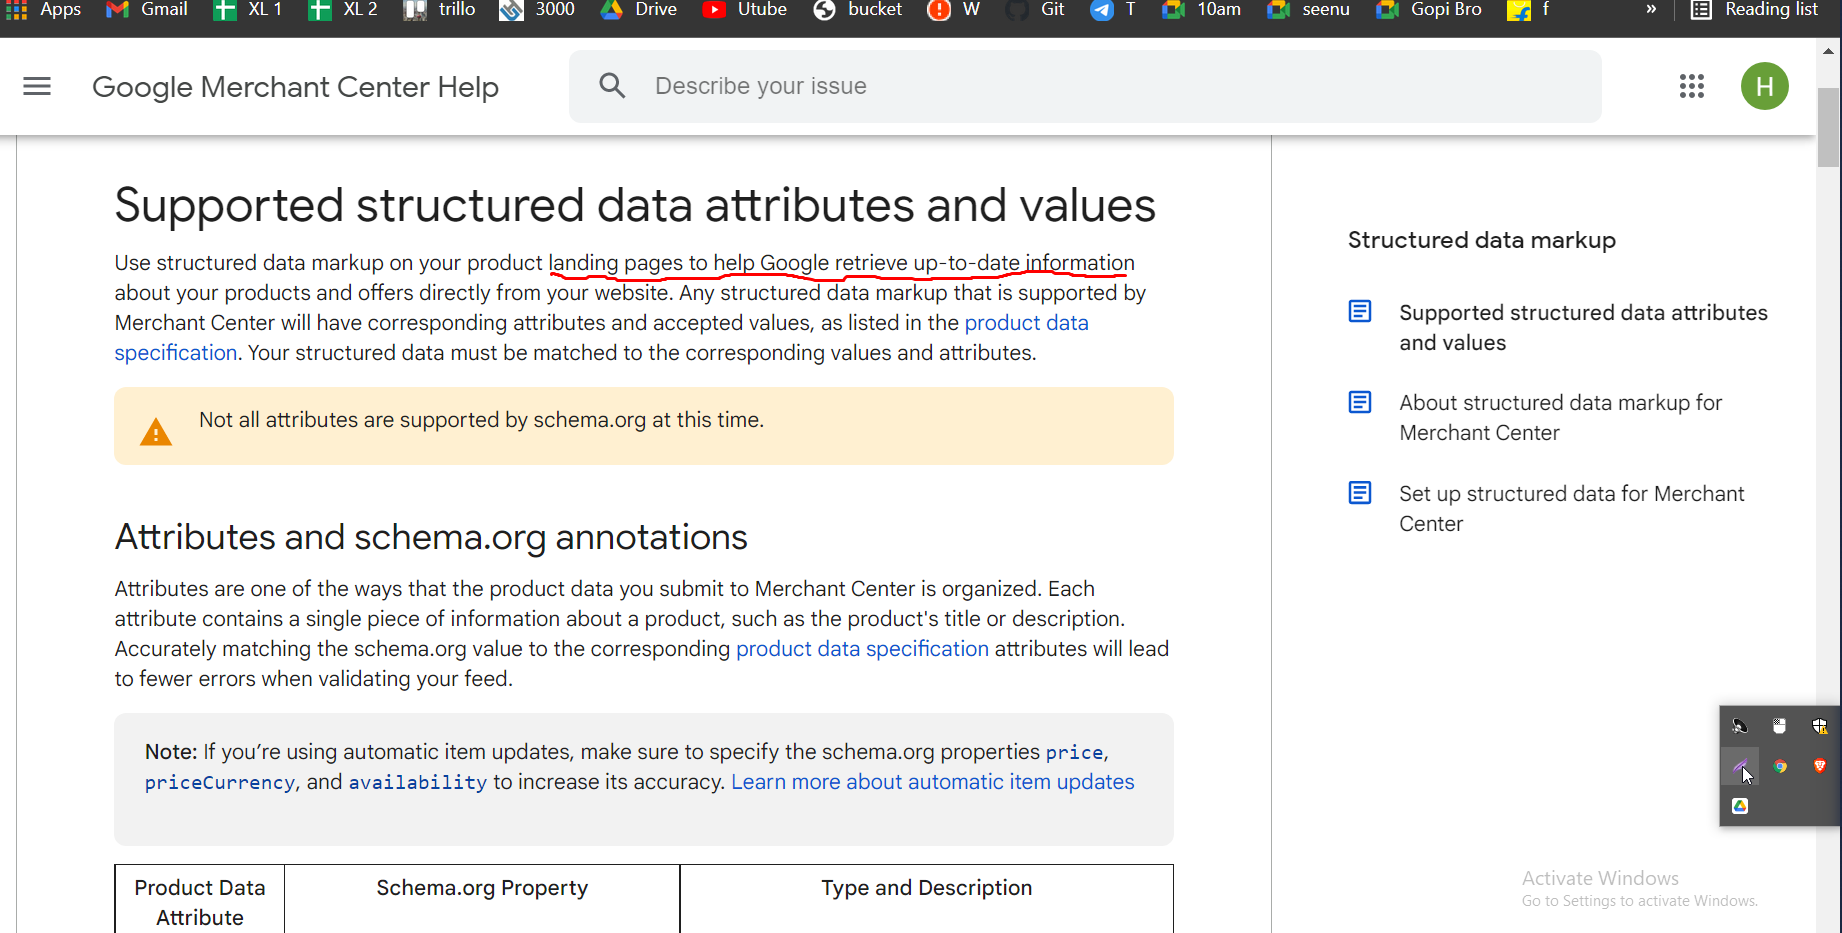 Apps Gmail XL 1 XL 2 trillo 3000 Drive Utube bucket W Git T 10am seenu Gopi Bro f » Reading list
Google Merchant Center Help
Describe your issue
H
Supported structured data attributes and values
Use structured data markup on your product landing pages to help Google retrieve up-to-date information
about your products and offers directly from your website. Any structured data markup that is supported by
Merchant Center will have corresponding attributes and accepted values, as listed in the product data
specification. Your structured data must be matched to the corresponding values and attributes.
Not all attributes are supported by schema.org at this time.
Attributes and schema.org annotations
Attributes are one of the ways that the product data you submit to Merchant Center is organized. Each
attribute contains a single piece of information about a product, such as the product's title or description.
Accurately matching the schema.org value to the corresponding product data specification attributes will lead
to fewer errors when validating your feed.
Note: If you’re using automatic item updates, make sure to specify the schema.org properties price,
priceCurrency, and availability to increase its accuracy. Learn more about automatic item updates
Product Data
Attribute
Schema.org Property
Type and Description
Structured data markup
Supported structured data attributes
and values
About structured data markup for
Merchant Center
Set up structured data for Merchant
Center
Activate Windows
Go to Settings to activate Windows.